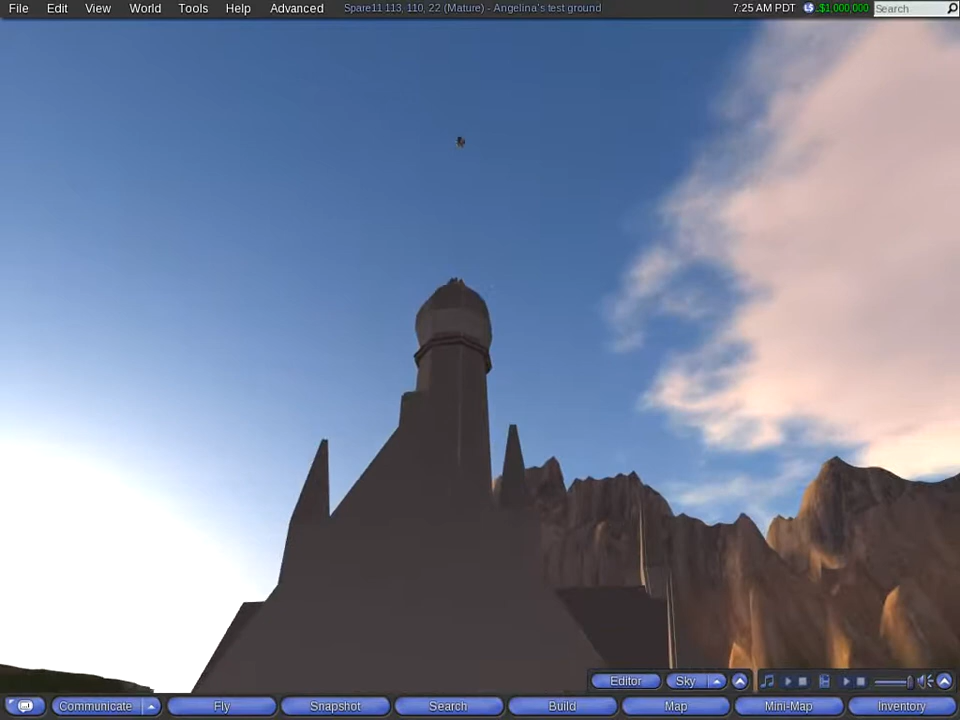 File Edit View World Tools Help Advanced Spare11 113, 110, 22 (Mature) - Angelina's test ground 7:25 AM PDT L$ L$1,000,000 Search
Editor Sky
Communicate Fly Snapshot Search Build Map Mini-Map Inventory